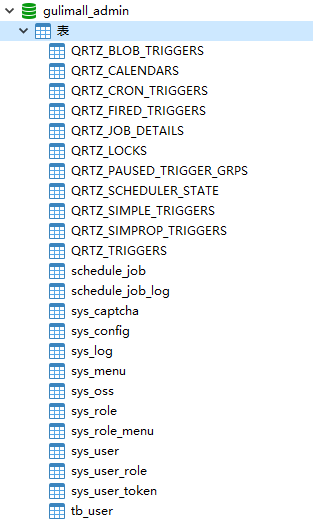 gulimall_admin
表
QRTZ_BLOB_TRIGGERS
QRTZ_CALENDARS
QRTZ_CRON_TRIGGERS
QRTZ_FIRED_TRIGGERS
QRTZ_JOB_DETAILS
QRTZ_LOCKS
QRTZ_PAUSED_TRIGGER_GRPS
QRTZ_SCHEDULER_STATE
QRTZ_SIMPLE_TRIGGERS
QRTZ_SIMPROP_TRIGGERS
QRTZ_TRIGGERS
schedule_job
schedule_job_log
sys_captcha
sys_config
sys_log
sys_menu
sys_oss
sys_role
sys_role_menu
sys_user
sys_user_role
sys_user_token
tb_user